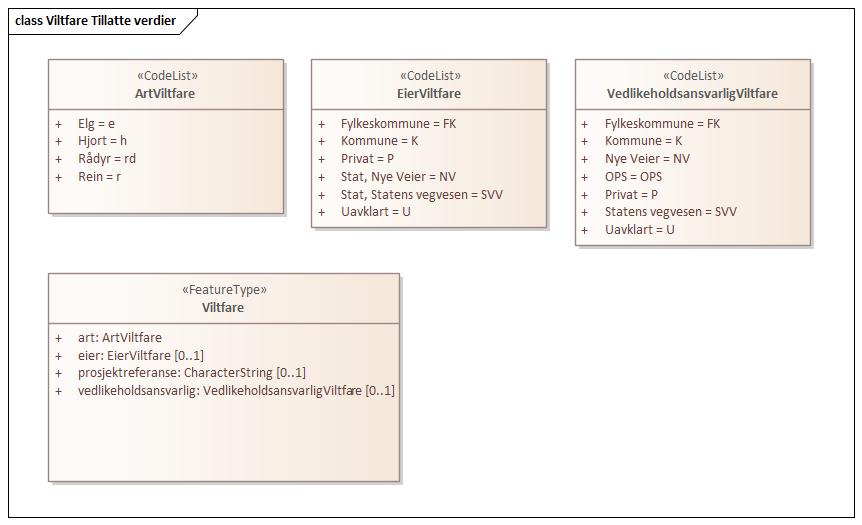 class Viltfare Tillatte verdier
«CodeList»
ArtViltfare
+ Elg = e
+ Hjort = h
+ Rådyr = rd
+ Rein = r
«CodeList»
EierViltfare
+ Fylkeskommune = FK
+ Kommune = K
+ Privat = P
+ Stat, Nye Veier = NV
+ Stat, Statens vegvesen = SVV
+ Uavklart = U
«CodeList»
VedlikeholdsansvarligViltfare
+ Fylkeskommune = FK
+ Kommune = K
+ Nye Veier = NV
+ OPS = OPS
+ Privat = P
+ Statens vegvesen = SVV
+ Uavklart = U
«FeatureType»
Viltfare
+ art: ArtViltfare
+ eier: EierViltfare [0..1]
+ prosjektreferanse: CharacterString [0..1]
+ vedlikeholdsansvarlig: VedlikeholdsansvarligViltfare [0..1]